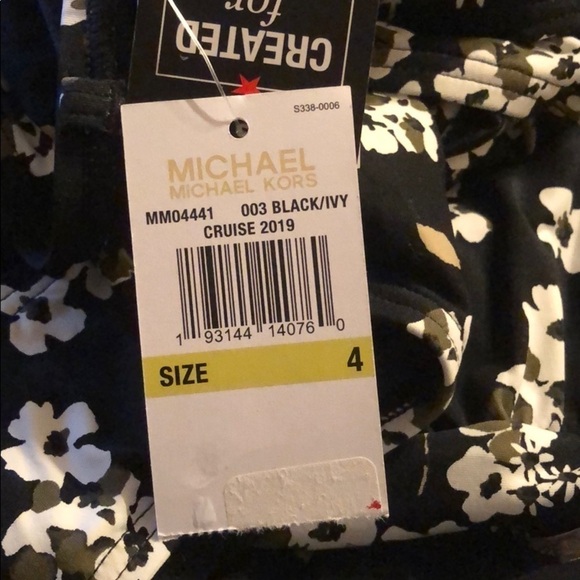 CREATED
for
S338-0006
MICHAEL
MICHAEL KORS
MM04441 003 BLACK/IVY
CRUISE 2019
1 93144 14076 0
SIZE 4